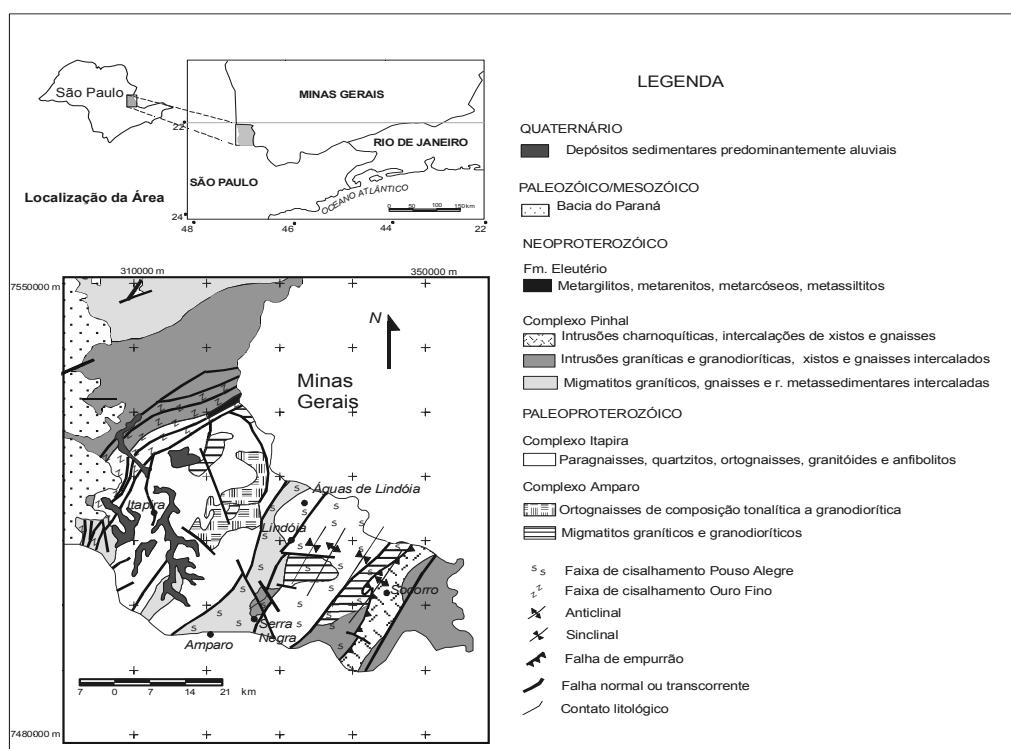 São Paulo
MINAS GERAIS
22
RIO DE JANEIRO
SÃO PAULO
OCEANO ATLÂNTICO
0 50 100 150 km
Localização da Área
24
48
46
44
22
310000 m
350000 m
7550000 m
N
Minas
Gerais
Itapira
Águas de Lindóia
Lindóia
Socorro
Serra
Negra
Amparo
7 0 7 14 21 km
7480000 m
LEGENDA
QUATERNÁRIO
Depósitos sedimentares predominantemente aluviais
PALEOZÓICO/MESOZÓICO
Bacia do Paraná
NEOPROTEROZÓICO
Fm. Eleutério
Metargilitos, metarenitos, metarcóseos, metassiltitos
Complexo Pinhal
Intrusões charnoquíticas, intercalações de xistos e gnaisses
Intrusões graníticas e granodioríticas, xistos e gnaisses intercalados
Migmatitos graníticos, gnaisses e r. metassedimentares intercaladas
PALEOPROTEROZÓICO
Complexo Itapira
Paragnaisses, quartzitos, ortognaisses, granitóides e anfibolitos
Complexo Amparo
Ortognaisses de composição tonalítica a granodiorítica
Migmatitos graníticos e granodioríticos
Faixa de cisalhamento Pouso Alegre
Faixa de cisalhamento Ouro Fino
Anticlinal
Sinclinal
Falha de empurrão
Falha normal ou transcorrente
Contato litológico